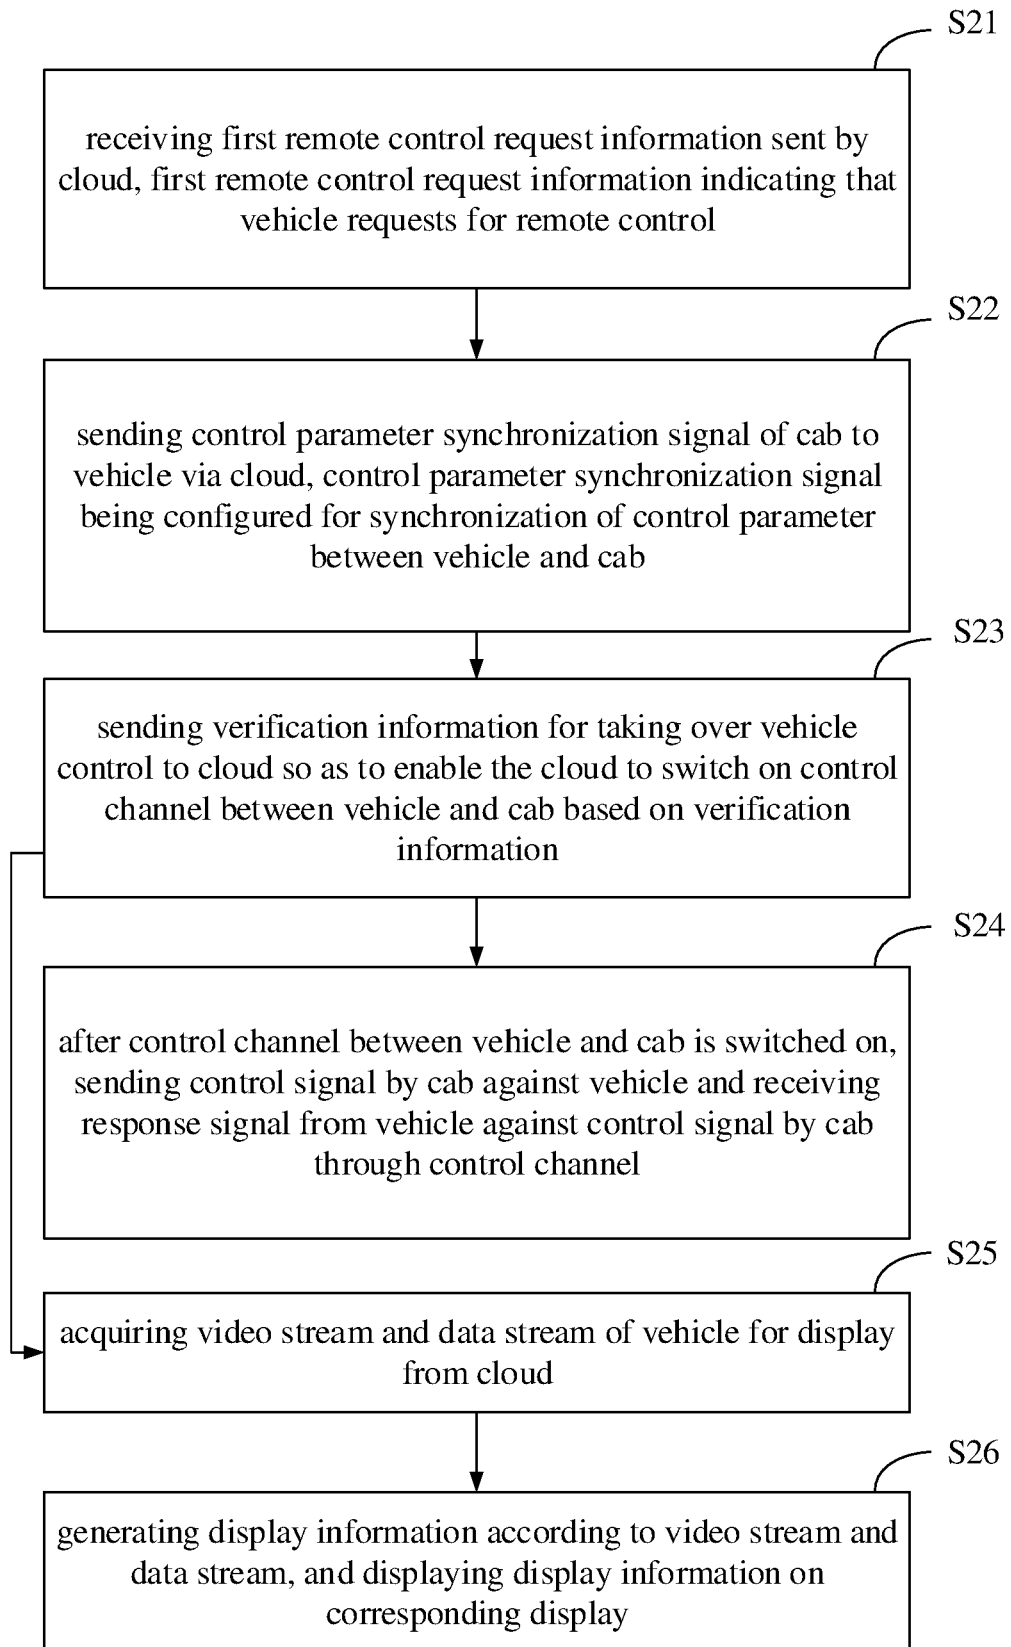 S21
receiving first remote control request information sent by
cloud, first remote control request information indicating that
vehicle requests for remote control
S22
sending control parameter synchronization signal of cab to
vehicle via cloud, control parameter synchronization signal
being configured for synchronization of control parameter
between vehicle and cab
S23
sending verification information for taking over vehicle
control to cloud so as to enable the cloud to switch on control
channel between vehicle and cab based on verification
information
S24
after control channel between vehicle and cab is switched on,
sending control signal by cab against vehicle and receiving
response signal from vehicle against control signal by cab
through control channel
S25
acquiring video stream and data stream of vehicle for display
from cloud
S26
generating display information according to video stream and
data stream, and displaying display information on
corresponding display